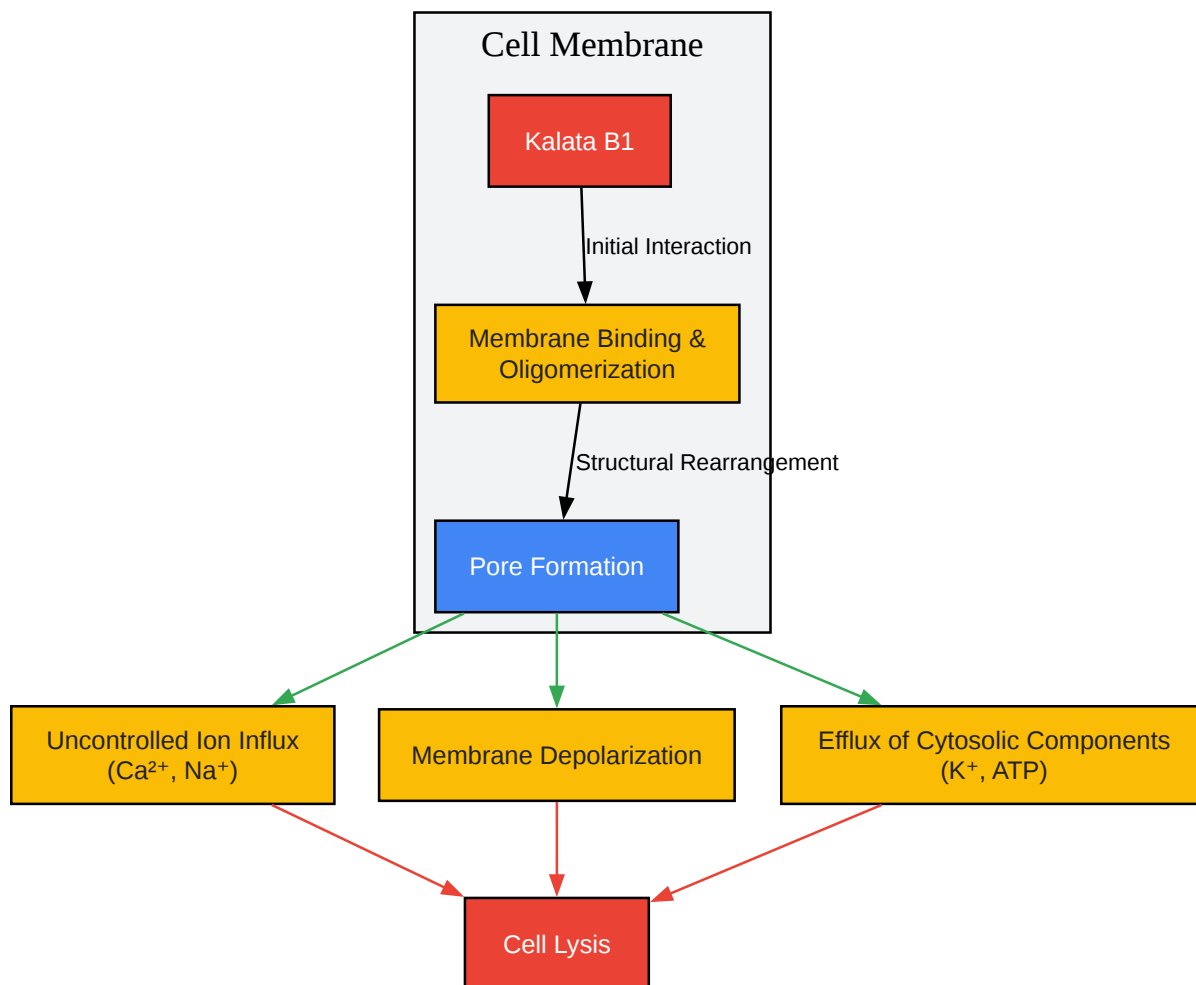 Cell Membrane
Kalata B1
Initial Interaction
Membrane Binding &
Oligomerization
Structural Rearrangement
Pore Formation
Uncontrolled Ion Influx
(Ca²⁺, Na⁺)
Membrane Depolarization
Efflux of Cytosolic Components
(K⁺, ATP)
Cell Lysis